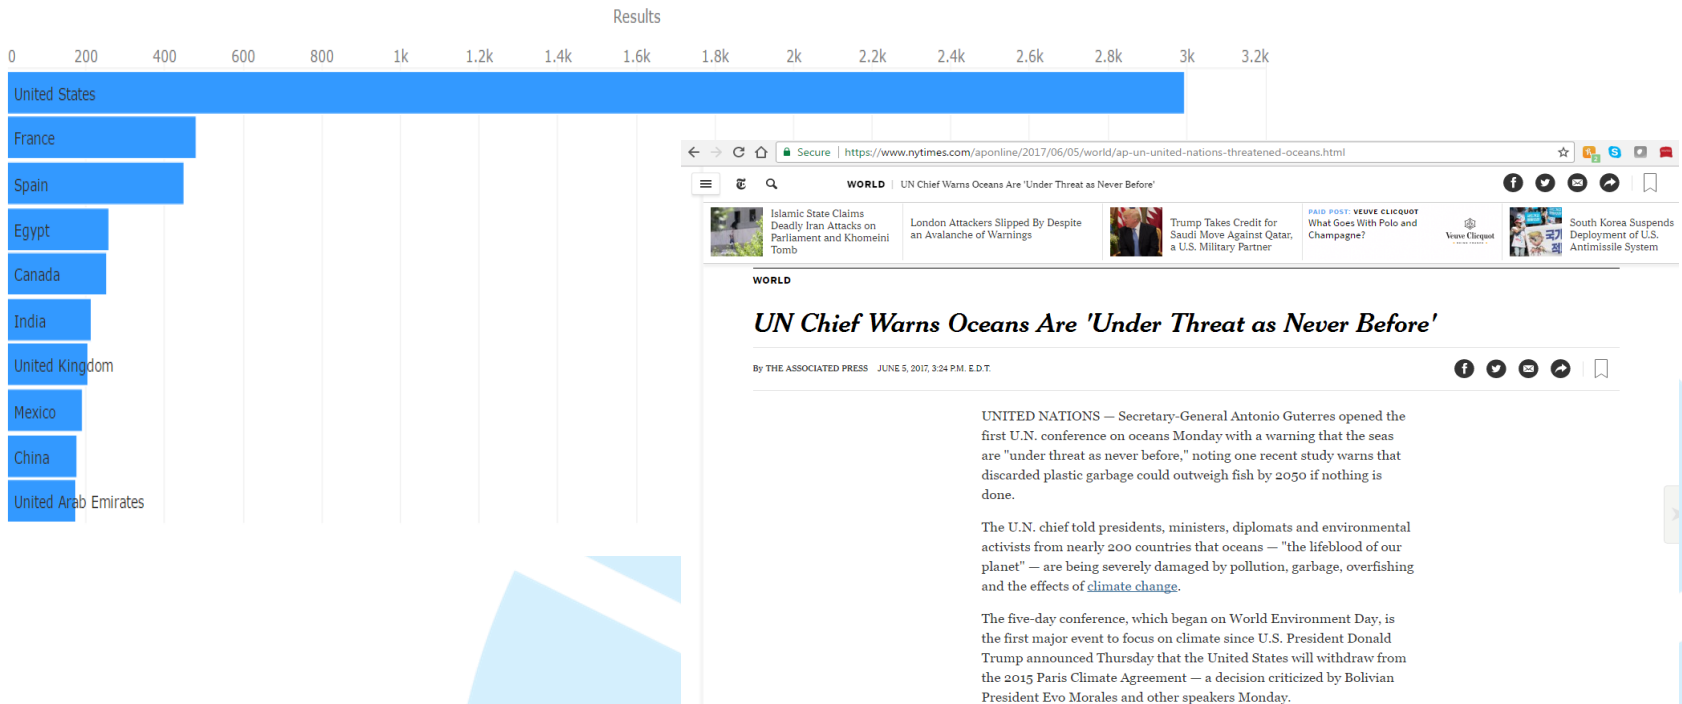 Results
0 200 400 600 800 1k 1.2k 1.4k 1.6k 1.8k 2k 2.2k 2.4k 2.6k 2.8k 3k 3.2k
United States
France
Spain
Egypt
Canada
India
United Kingdom
Mexico
China
United Arab Emirates
Secure | https://www.nytimes.com/aponline/2017/06/05/world/ap-un-united-nations-threatened-oceans.html
WORLD | UN Chief Warns Oceans Are 'Under Threat as Never Before'
Islamic State Claims
Deadly Iran Attacks on
Parliament and Khomeini
Tomb
London Attackers Slipped By Despite
an Avalanche of Warnings
Trump Takes Credit for
Saudi Move Against Qatar,
a U.S. Military Partner
PAID POST: VEUVE CLICQUOT
What Goes With Polo and
Champagne?
Veuve Clicquot
South Korea Suspends
Deployment of U.S.
Antimissile System
WORLD
UN Chief Warns Oceans Are 'Under Threat as Never Before'
By THE ASSOCIATED PRESS JUNE 5, 2017, 3:24 P.M. E.D.T.
UNITED NATIONS — Secretary-General Antonio Guterres opened the
first U.N. conference on oceans Monday with a warning that the seas
are "under threat as never before," noting one recent study warns that
discarded plastic garbage could outweigh fish by 2050 if nothing is
done.
The U.N. chief told presidents, ministers, diplomats and environmental
activists from nearly 200 countries that oceans — "the lifeblood of our
planet" — are being severely damaged by pollution, garbage, overfishing
and the effects of climate change.
The five-day conference, which began on World Environment Day, is
the first major event to focus on climate since U.S. President Donald
Trump announced Thursday that the United States will withdraw from
the 2015 Paris Climate Agreement — a decision criticized by Bolivian
President Evo Morales and other speakers Monday.